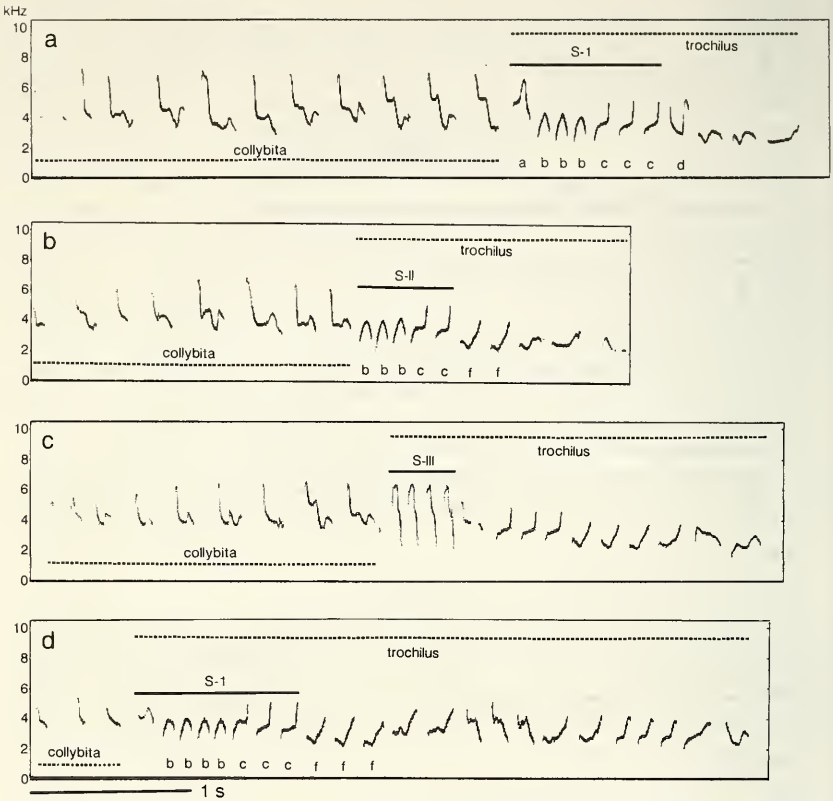 kHz
10
8
6
4
2
0
a
trochilus
S-1
collybita
a b b b c c c d
10
8
6
4
2
0
b
trochilus
S-II
collybita
b b b c c f f
10
8
6
4
2
0
c
trochilus
S-III
collybita
10
8
6
4
2
0
d
trochilus
S-1
collybita
b b b b c c c f f f
1 s